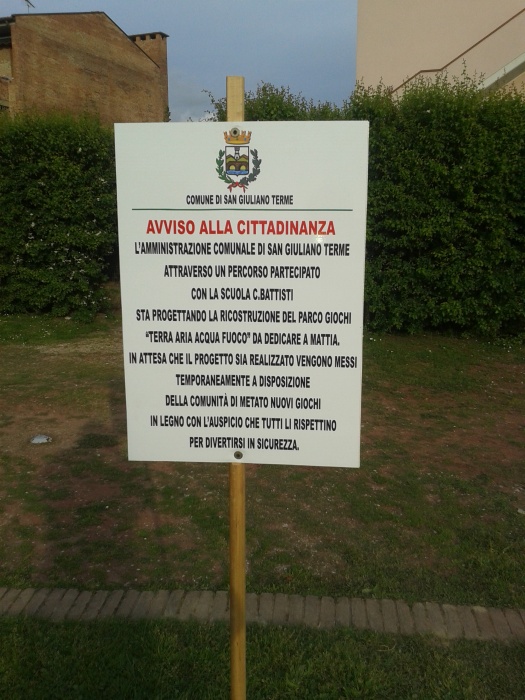 COMUNE DI SAN GIULIANO TERME
AVVISO ALLA CITTADINANZA
L'AMMINISTRAZIONE COMUNALE DI SAN GIULIANO TERME
ATTRAVERSO UN PERCORSO PARTECIPATO
CON LA SCUOLA C.BATTISTI
STA PROGETTANDO LA RICOSTRUZIONE DEL PARCO GIOCHI
"TERRA ARIA ACQUA FUOCO" DA DEDICARE A MATTIA.
IN ATTESA CHE IL PROGETTO SIA REALIZZATO VENGONO MESSI
TEMPORANEAMENTE A DISPOSIZIONE
DELLA COMUNITÀ DI METATO NUOVI GIOCHI
IN LEGNO CON L'AUSPICIO CHE TUTTI LI RISPETTINO
PER DIVERTIRSI IN SICUREZZA.